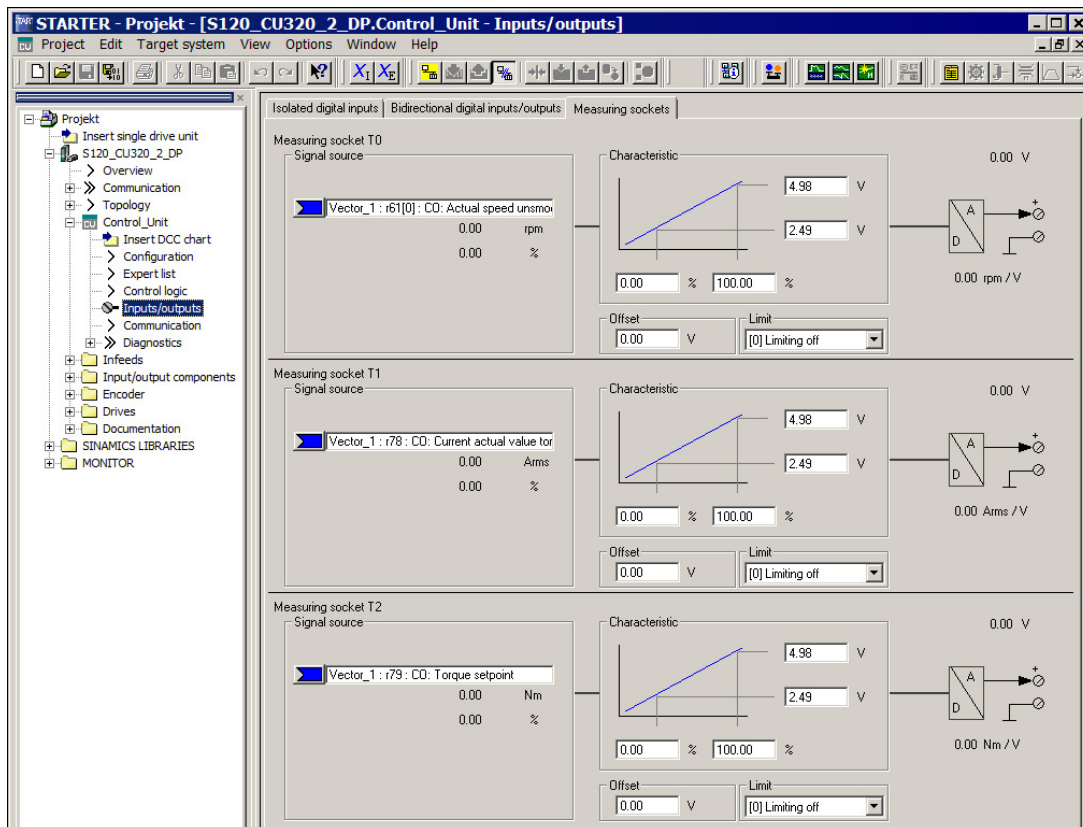 STARTER - Projekt - [S120_CU320_2_DP.Control_Unit - Inputs/outputs]
Project Edit Target system View Options Window Help
Projekt
Insert single drive unit
S120_CU320_2_DP
Overview
Communication
Topology
Control_Unit
Insert DCC chart
Configuration
Expert list
Control logic
Inputs/outputs
Communication
Diagnostics
Infeeds
Input/output components
Encoder
Drives
Documentation
SINAMICS LIBRARIES
MONITOR
Isolated digital inputs Bidirectional digital inputs/outputs Measuring sockets
Measuring socket T0
Signal source
Vector_1 : r61[0] : CO: Actual speed unsmo
0.00 rpm
0.00 %
Characteristic
4.98 V
2.49 V
0.00 % 100.00 %
Offset
0.00 V
Limit
[0] Limiting off
0.00 V
A
D
0.00 rpm / V
Measuring socket T1
Signal source
Vector_1 : r78 : CO: Current actual value tor
0.00 Arms
0.00 %
Characteristic
4.98 V
2.49 V
0.00 % 100.00 %
Offset
0.00 V
Limit
[0] Limiting off
0.00 V
A
D
0.00 Arms / V
Measuring socket T2
Signal source
Vector_1 : r79 : CO: Torque setpoint
0.00 Nm
0.00 %
Characteristic
4.98 V
2.49 V
0.00 % 100.00 %
Offset
0.00 V
Limit
[0] Limiting off
0.00 V
A
D
0.00 Nm / V